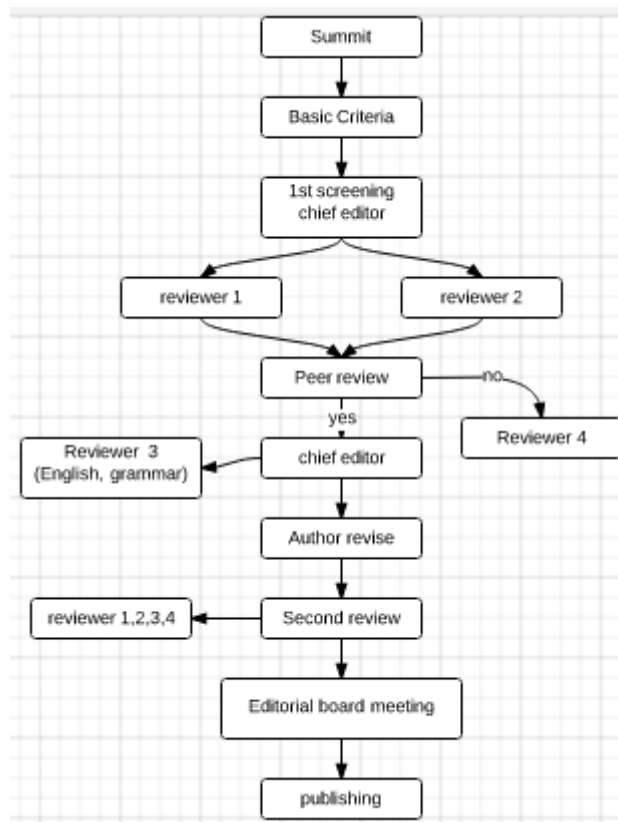 Summit
Basic Criteria
1st screening
chief editor
reviewer 1
reviewer 2
Peer review
no
yes
Reviewer 4
Reviewer 3
(English, grammar)
chief editor
Author revise
reviewer 1,2,3,4
Second review
Editorial board meeting
publishing